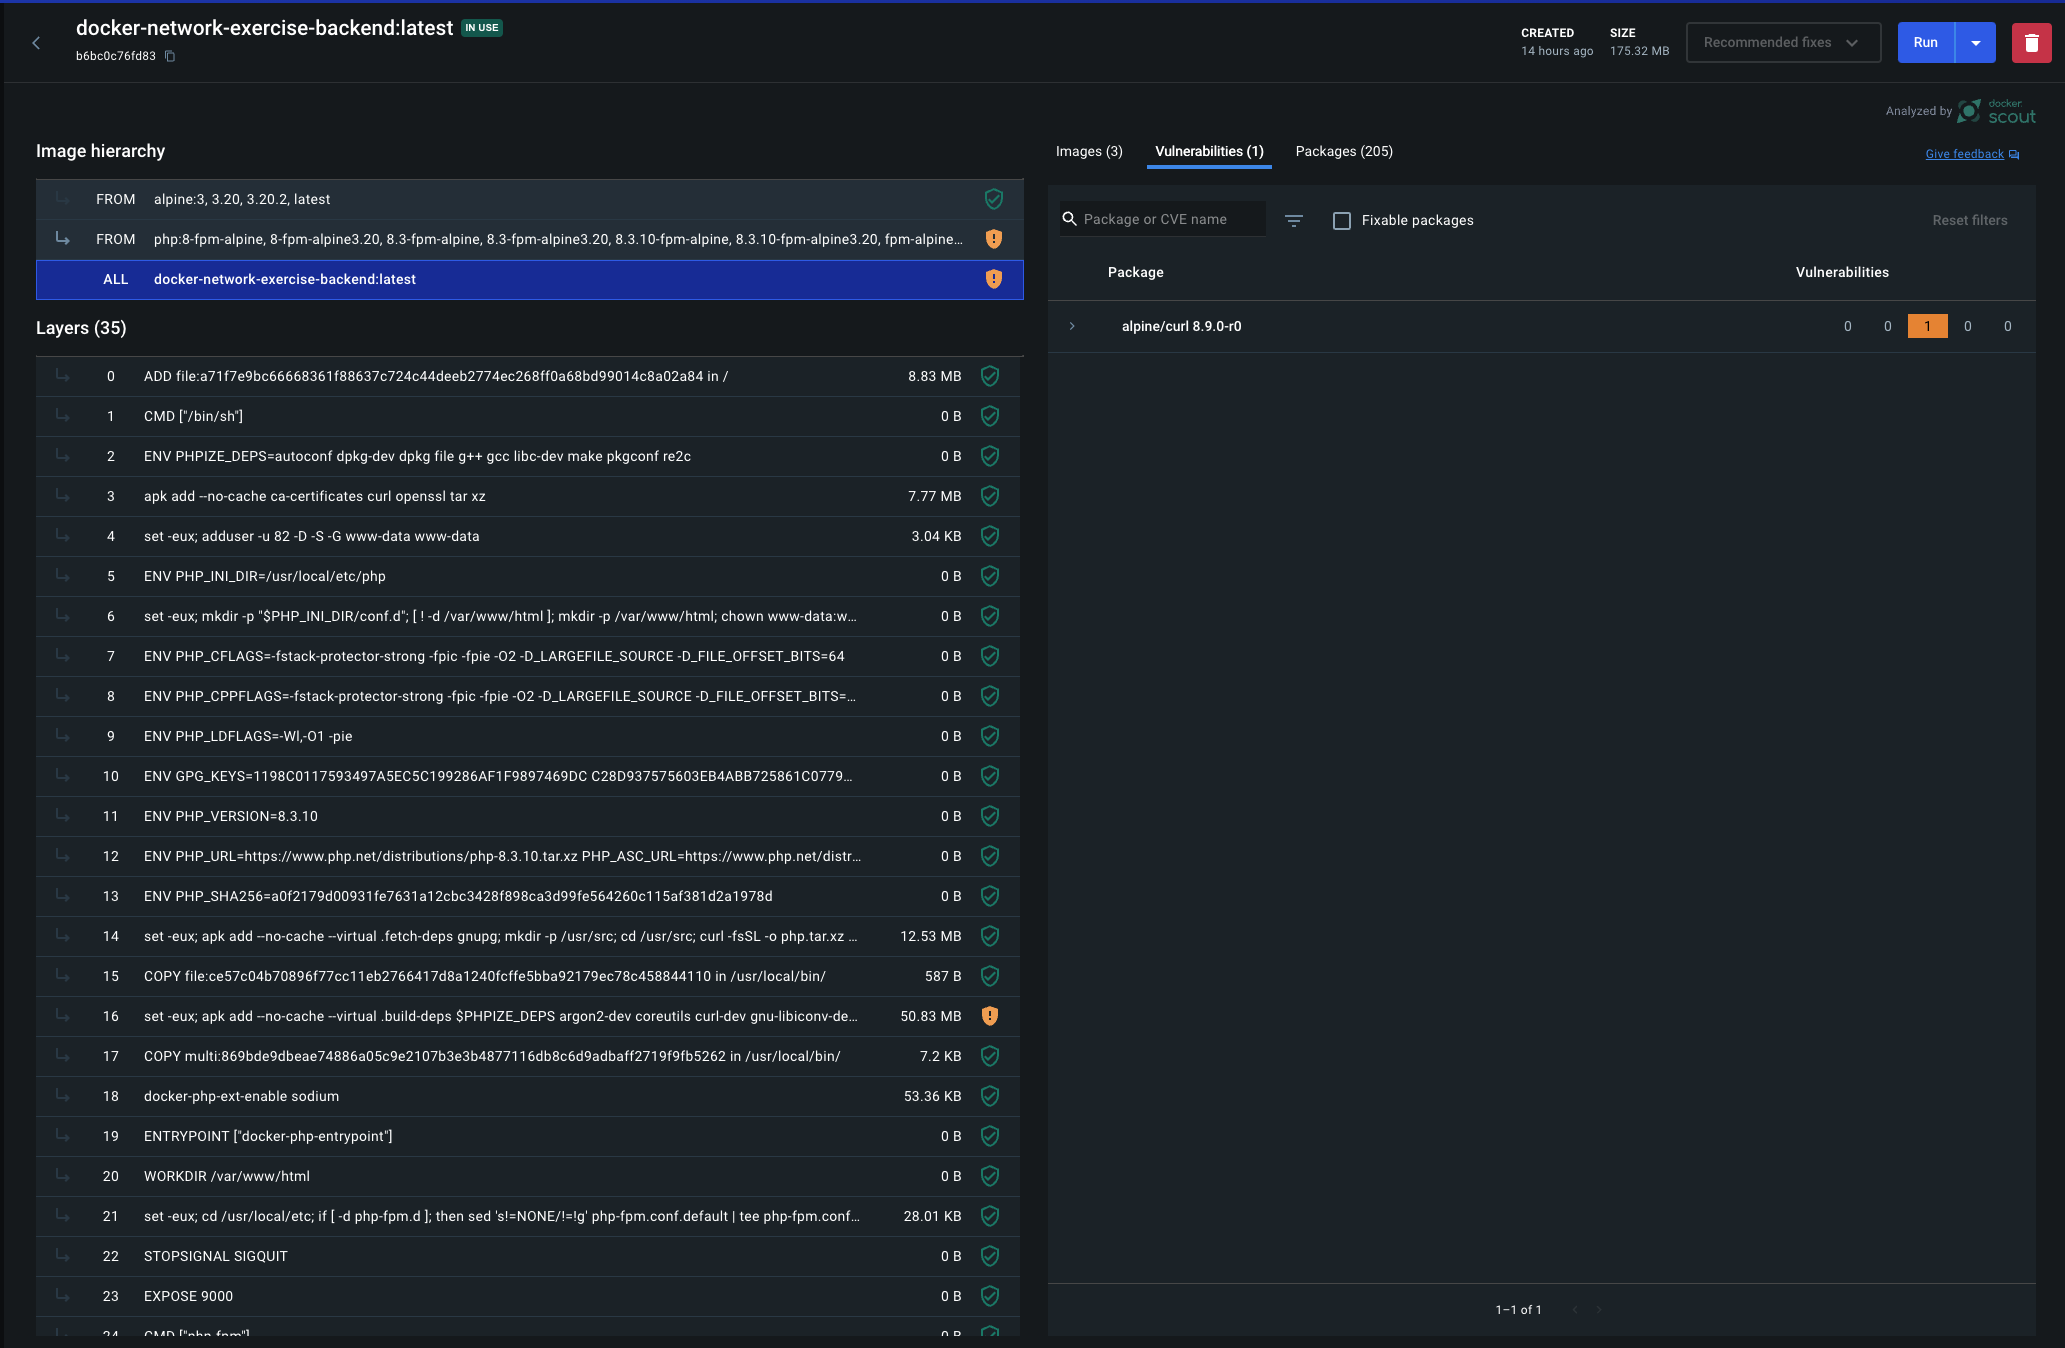 docker-network-exercise-backend:latest IN USE
b6bc0c76fd83
CREATED
14 hours ago
SIZE
175.32 MB
Recommended fixes
Run
Analyzed by docker scout
Give feedback
Image hierarchy
FROM alpine:3, 3.20, 3.20.2, latest
FROM php:8-fpm-alpine, 8-fpm-alpine3.20, 8.3-fpm-alpine, 8.3-fpm-alpine3.20, 8.3.10-fpm-alpine, 8.3.10-fpm-alpine3.20, fpm-alpine...
ALL docker-network-exercise-backend:latest
Layers (35)
0 ADD file:a71f7e9bc66668361f88637c724c44deeb2774ec268ff0a68bd99014c8a02a84 in / 8.83 MB
1 CMD ["/bin/sh"] 0 B
2 ENV PHPIZE_DEPS=autoconf dpkg-dev dpkg file g++ gcc libc-dev make pkgconf re2c 0 B
3 apk add --no-cache ca-certificates curl openssl tar xz 7.77 MB
4 set -eux; adduser -u 82 -D -S -G www-data www-data 3.04 KB
5 ENV PHP_INI_DIR=/usr/local/etc/php 0 B
6 set -eux; mkdir -p "$PHP_INI_DIR/conf.d"; [ ! -d /var/www/html ]; mkdir -p /var/www/html; chown www-data:w... 0 B
7 ENV PHP_CFLAGS=-fstack-protector-strong -fpic -fpie -O2 -D_LARGEFILE_SOURCE -D_FILE_OFFSET_BITS=64 0 B
8 ENV PHP_CPPFLAGS=-fstack-protector-strong -fpic -fpie -O2 -D_LARGEFILE_SOURCE -D_FILE_OFFSET_BITS=... 0 B
9 ENV PHP_LDFLAGS=-Wl,-O1 -pie 0 B
10 ENV GPG_KEYS=1198C0117593497A5EC5C199286AF1F9897469DC C28D937575603EB4ABB725861C0779... 0 B
11 ENV PHP_VERSION=8.3.10 0 B
12 ENV PHP_URL=https://www.php.net/distributions/php-8.3.10.tar.xz PHP_ASC_URL=https://www.php.net/distr... 0 B
13 ENV PHP_SHA256=a0f2179d00931fe7631a12cbc3428f898ca3d99fe564260c115af381d2a1978d 0 B
14 set -eux; apk add --no-cache --virtual .fetch-deps gnupg; mkdir -p /usr/src; cd /usr/src; curl -fsSL -o php.tar.xz ... 12.53 MB
15 COPY file:ce57c04b70896f77cc11eb2766417d8a1240fcffe5bba92179ec78c458844110 in /usr/local/bin/ 587 B
16 set -eux; apk add --no-cache --virtual .build-deps $PHPIZE_DEPS argon2-dev coreutils curl-dev gnu-libiconv-de... 50.83 MB
17 COPY multi:869bde9dbeae74886a05c9e2107b3e3b4877116db8c6d9adbaff2719f9fb5262 in /usr/local/bin/ 7.2 KB
18 docker-php-ext-enable sodium 53.36 KB
19 ENTRYPOINT ["docker-php-entrypoint"] 0 B
20 WORKDIR /var/www/html 0 B
21 set -eux; cd /usr/local/etc; if [ -d php-fpm.d ]; then sed 's!=NONE/!=!g' php-fpm.conf.default | tee php-fpm.conf... 28.01 KB
22 STOPSIGNAL SIGQUIT 0 B
23 EXPOSE 9000 0 B
24 CMD ["php-fpm"] 0 B
Images (3)
Vulnerabilities (1)
Packages (205)
Package or CVE name
Fixable packages
Reset filters
Package Vulnerabilities
alpine/curl 8.9.0-r0 0 0 1 0 0
1–1 of 1